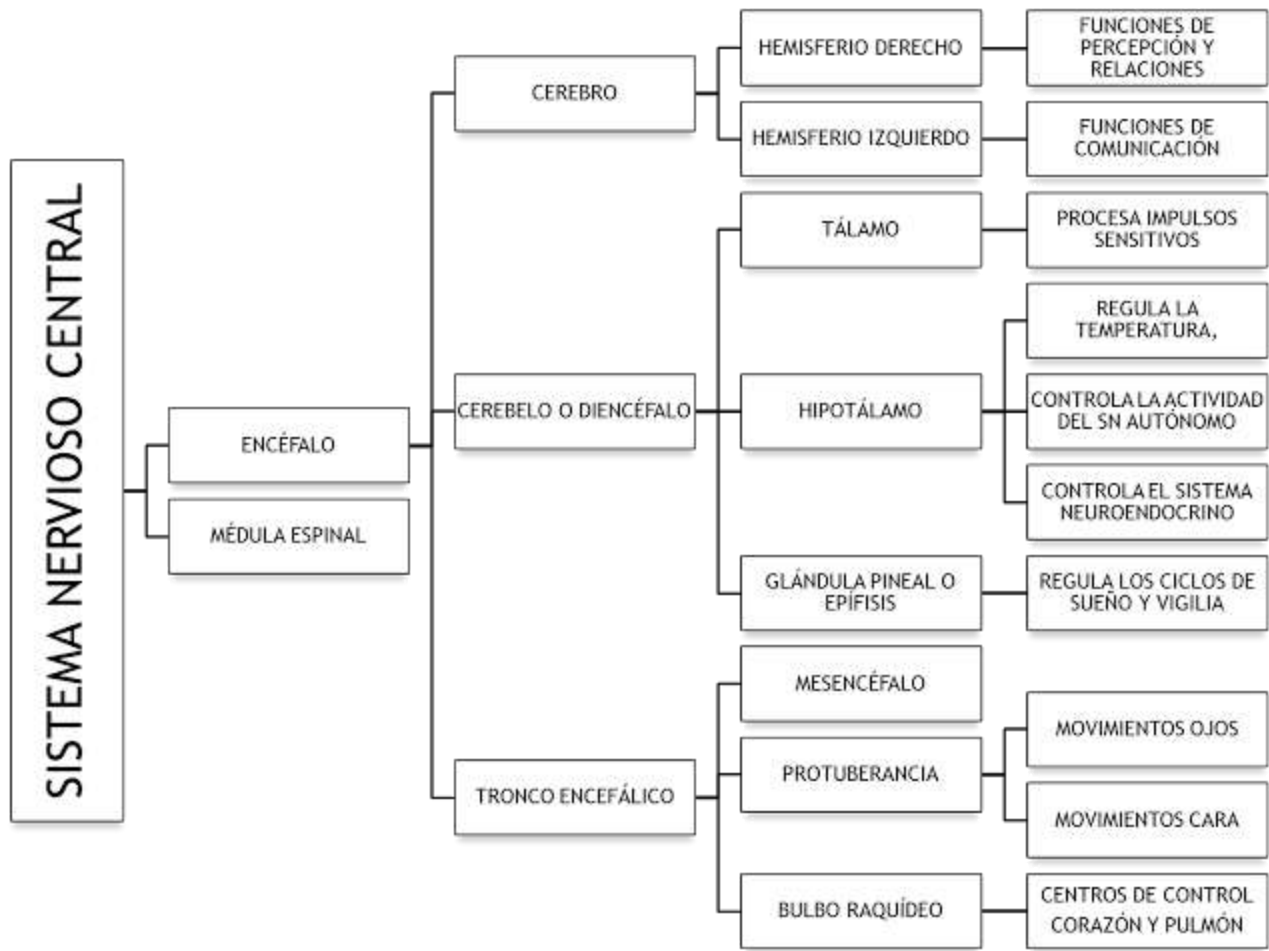 SISTEMA NERVIOSO CENTRAL
ENCÉFALO
MÉDULA ESPINAL
CEREBRO
HEMISFERIO DERECHO
FUNCIONES DE
PERCEPCIÓN Y
RELACIONES
HEMISFERIO IZQUIERDO
FUNCIONES DE
COMUNICACIÓN
CEREBELO O DIENCÉFALO
TÁLAMO
PROCESA IMPULSOS
SENSITIVOS
HIPOTÁLAMO
REGULA LA
TEMPERATURA,
CONTROLA LA ACTIVIDAD
DEL SN AUTÓNOMO
CONTROLA EL SISTEMA
NEUROENDOCRINO
GLÁNDULA PINEAL O
EPÍFISIS
REGULA LOS CICLOS DE
SUEÑO Y VIGILIA
TRONCO ENCEFÁLICO
MESENCÉFALO
PROTUBERANCIA
MOVIMIENTOS OJOS
MOVIMIENTOS CARA
BULBO RAQUÍDEO
CENTROS DE CONTROL
CORAZÓN Y PULMÓN